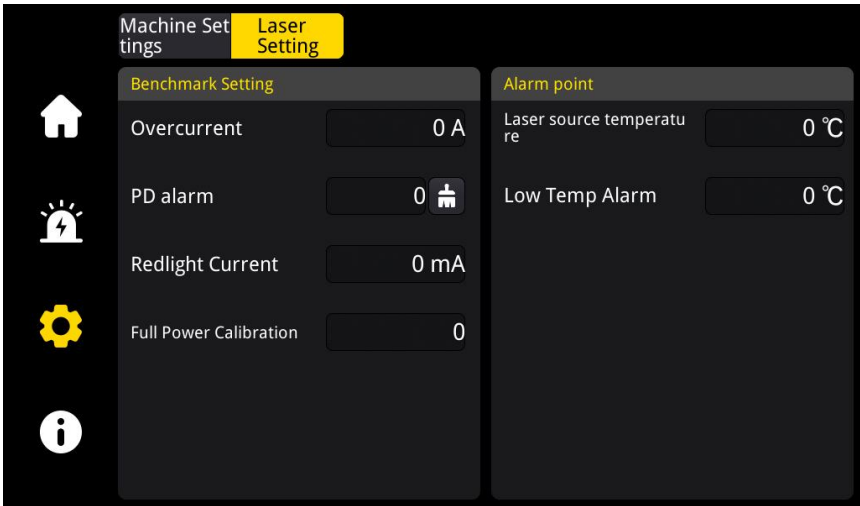 Machine Set
tings
Laser
Setting
Benchmark Setting
Overcurrent
0 A
PD alarm
0
Redlight Current
0 mA
Full Power Calibration
0
Alarm point
Laser source temperatu
re
0 ℃
Low Temp Alarm
0 ℃